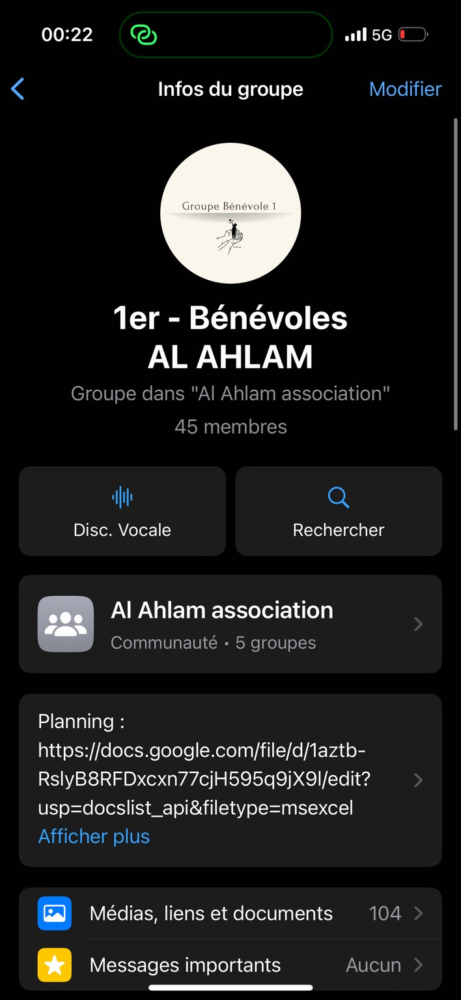 00:22
5G
Infos du groupe
Modifier
Groupe Bénévole 1
1er - Bénévoles
AL AHLAM
Groupe dans "Al Ahlam association"
45 membres
Disc. Vocale
Rechercher
Al Ahlam association
Communauté • 5 groupes
Planning :
https://docs.google.com/file/d/1aztb-
RslyB8RFDxcxn77cjH595q9jX9l/edit?
usp=docslist_api&filetype=msexcel
Afficher plus
Médias, liens et documents
104
Messages importants
Aucun